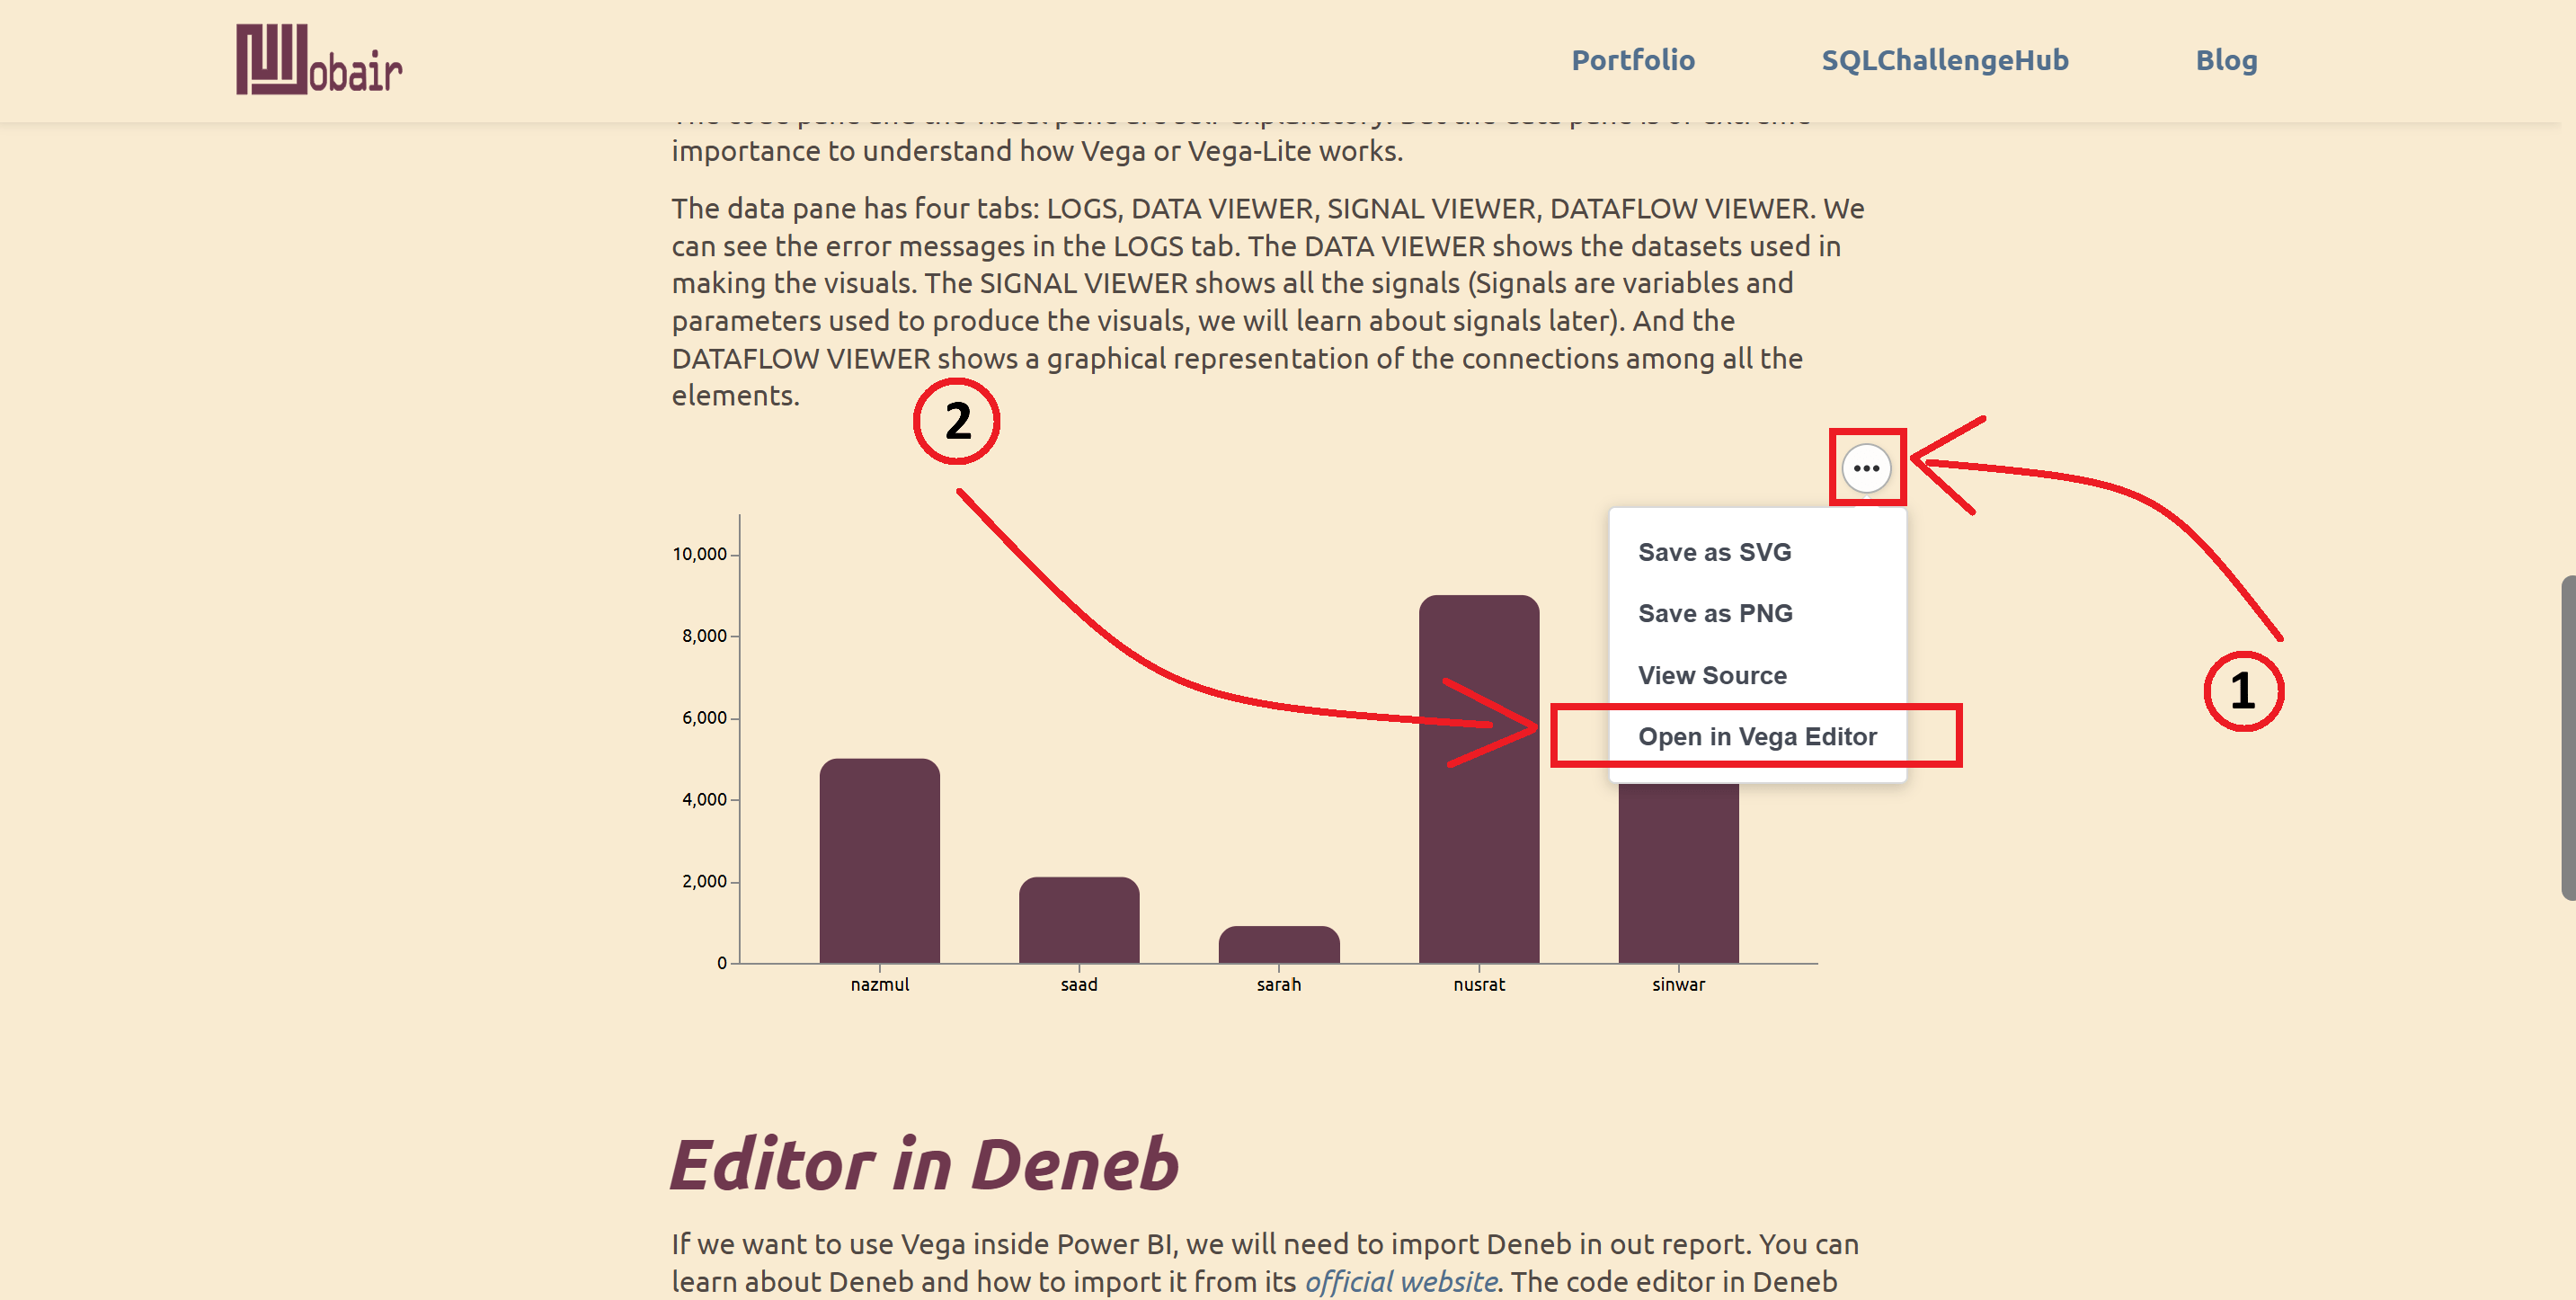 obair
Portfolio
SQLChallengeHub
Blog
importance to understand how Vega or Vega-Lite works.
The data pane has four tabs: LOGS, DATA VIEWER, SIGNAL VIEWER, DATAFLOW VIEWER. We
can see the error messages in the LOGS tab. The DATA VIEWER shows the datasets used in
making the visuals. The SIGNAL VIEWER shows all the signals (Signals are variables and
parameters used to produce the visuals, we will learn about signals later). And the
DATAFLOW VIEWER shows a graphical representation of the connections among all the
elements.
2
1
Save as SVG
Save as PNG
View Source
Open in Vega Editor
10,000
8,000
6,000
4,000
2,000
0
nazmul
saad
sarah
nusrat
sinwar
Editor in Deneb
If we want to use Vega inside Power BI, we will need to import Deneb in out report. You can
learn about Deneb and how to import it from its official website. The code editor in Deneb